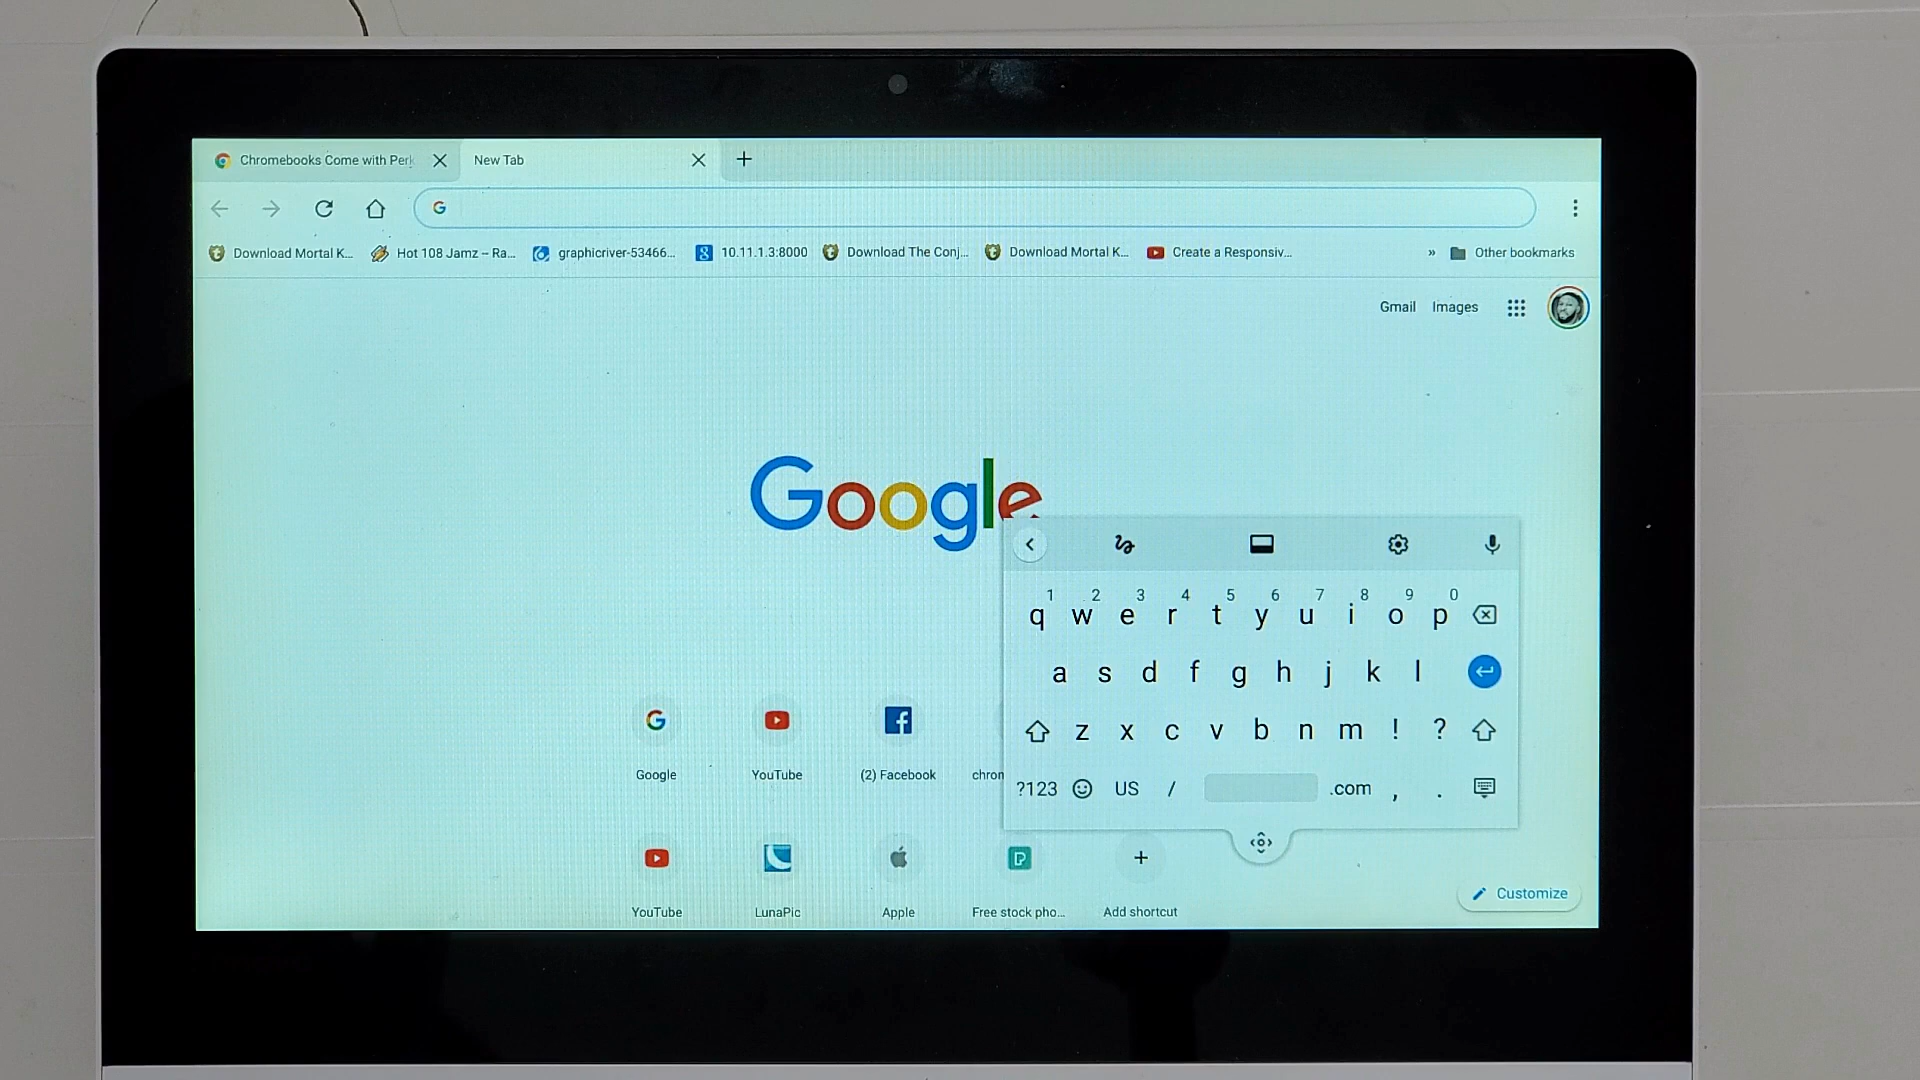 Chromebooks Come with Perk
New Tab
Download Mortal K...
Hot 108 Jamz – Ra...
graphicriver-53466...
10.11.1.3:8000
Download The Conj...
Download Mortal K...
Create a Responsiv...
» Other bookmarks
Gmail Images
Google
1 2 3 4 5 6 7 8 9 0
q w e r t y u i o p
a s d f g h j k l
z x c v b n m ! ?
?123 US / .com , .
Google YouTube (2) Facebook chron
YouTube LunaPic Apple Free stock pho... Add shortcut
Customize